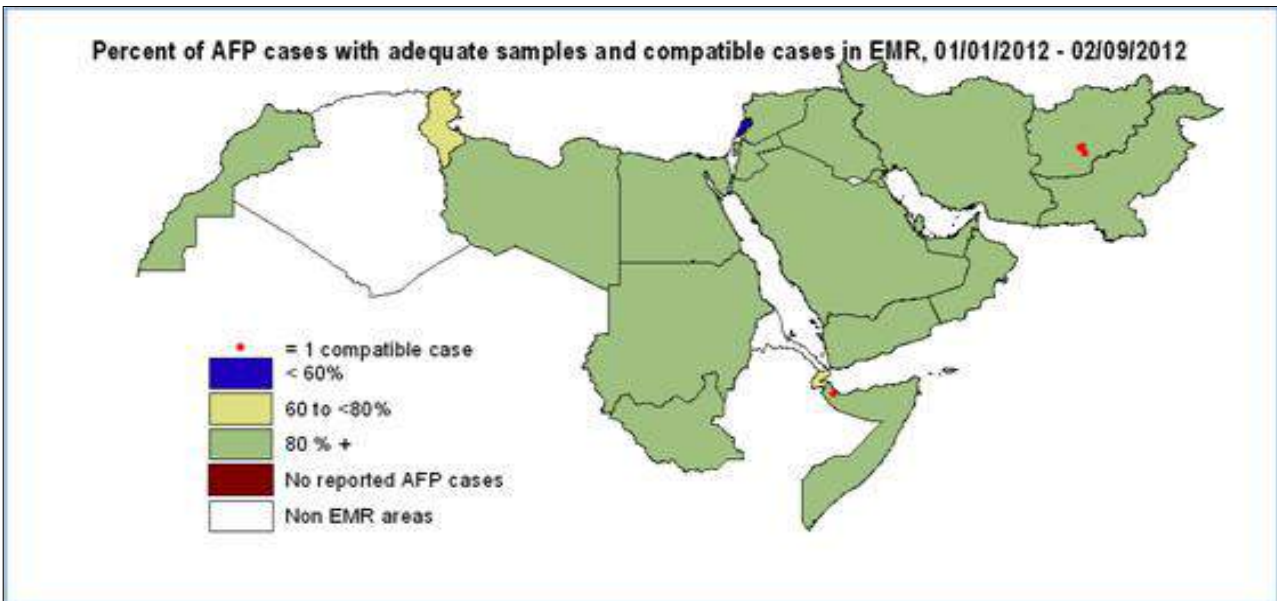 Percent of AFP cases with adequate samples and compatible cases in EMR, 01/01/2012 - 02/09/2012
= 1 compatible case
< 60%
60 to <80%
80 % +
No reported AFP cases
Non EMR areas